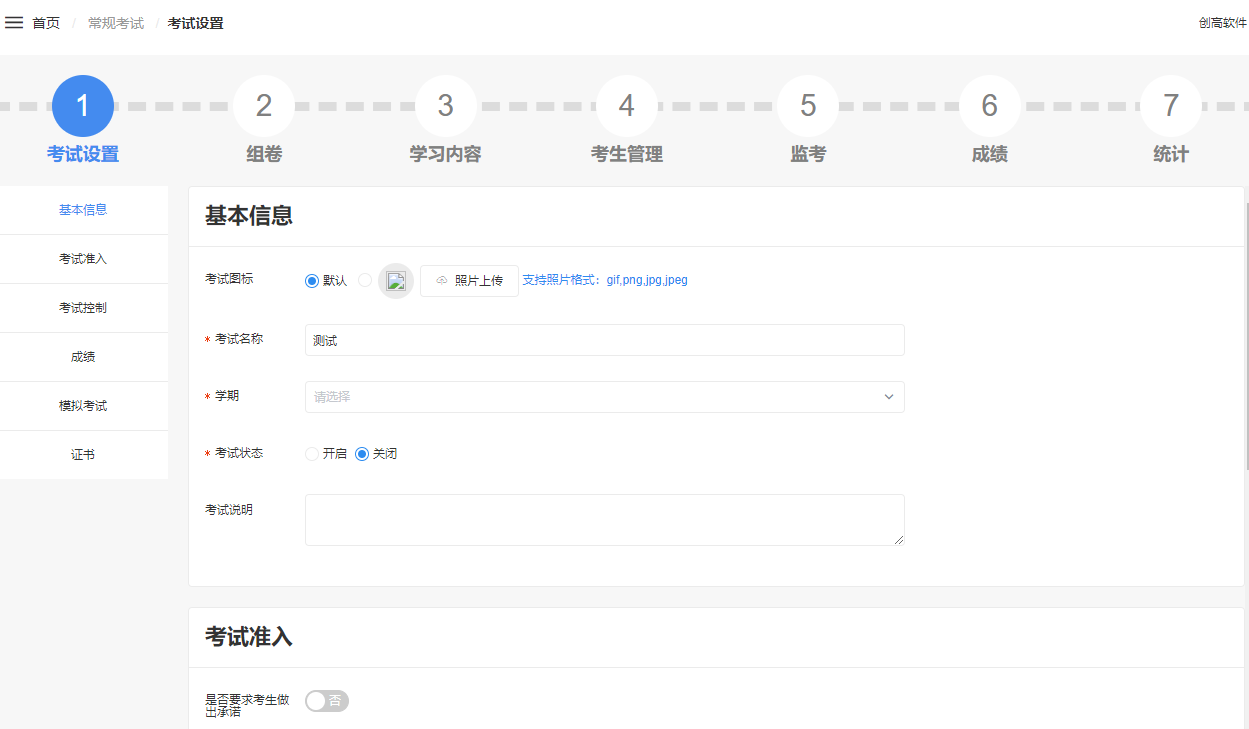 首页 / 常规考试 / 考试设置
创高软件
1 2 3 4 5 6 7
考试设置 组卷 学习内容 考生管理 监考 成绩 统计
基本信息
考试准入
考试控制
成绩
模拟考试
证书
基本信息
考试图标 默认 照片上传 支持照片格式：gif,png,jpg,jpeg
* 考试名称 测试
* 学期 请选择
* 考试状态 开启 关闭
考试说明
考试准入
是否要求考生做
出承诺
否